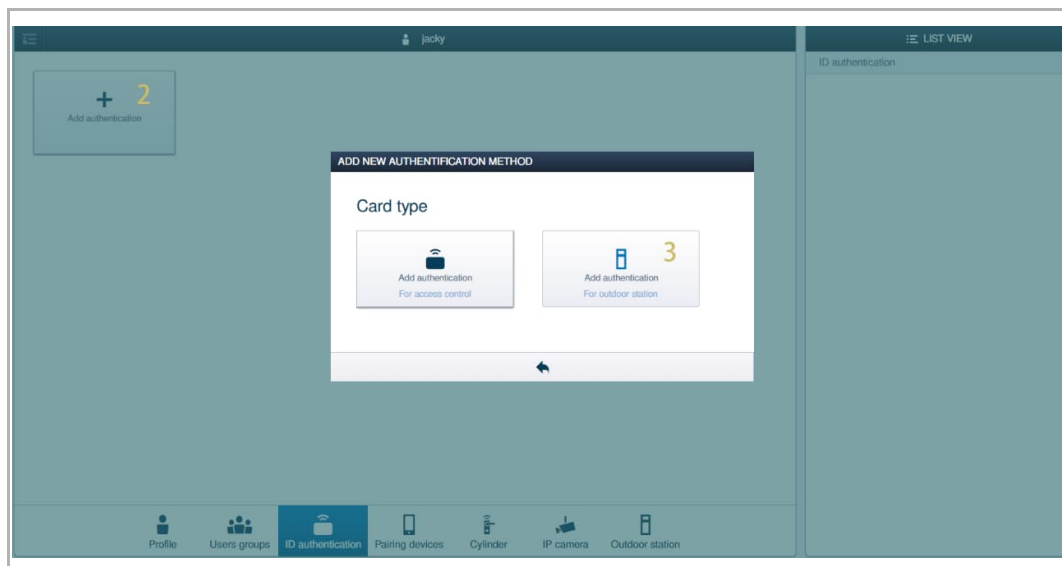 jacky
LIST VIEW
ID authentication
2
Add authentication
ADD NEW AUTHENTIFICATION METHOD
Card type
3
Add authentication
For access control
Add authentication
For outdoor station
Profile
Users groups
ID authentication
Pairing devices
Cylinder
IP camera
Outdoor station